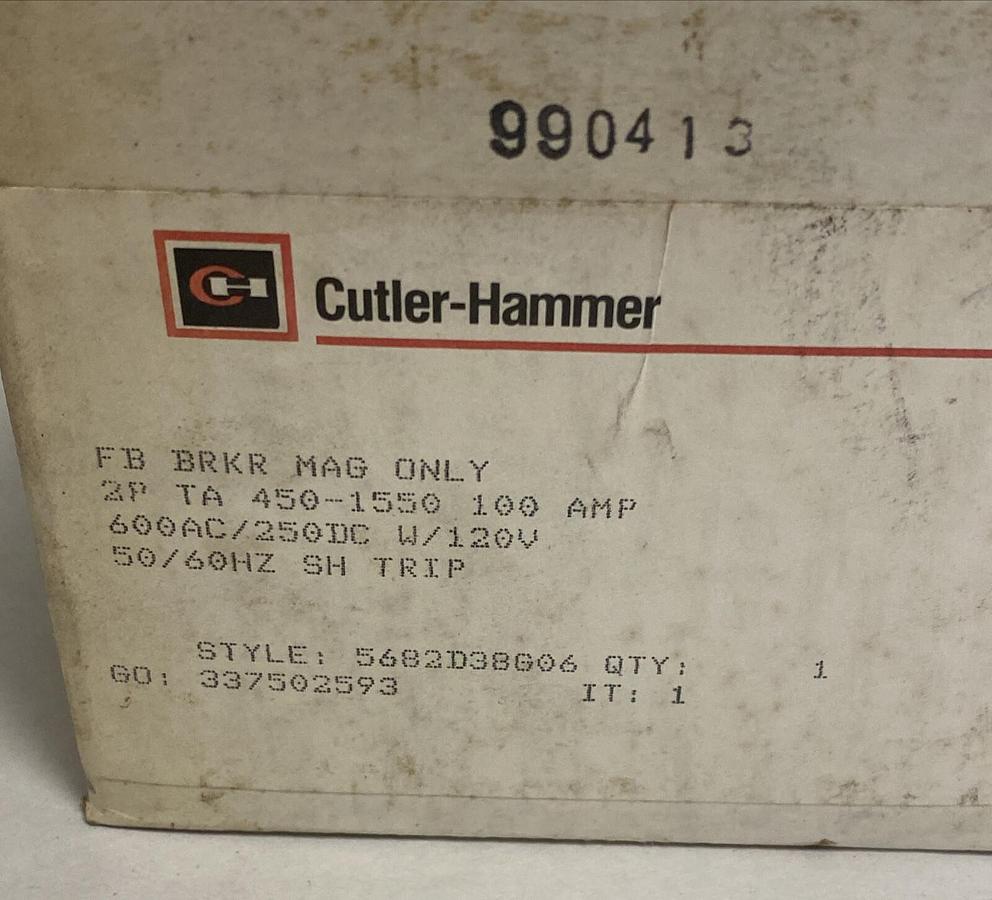 990413
CH
Cutler-Hammer
FB BRKR MAG ONLY
2P TA 450-1550 100 AMP
600AC/250DC W/120V
50/60HZ SH TRIP
STYLE: 5682D38G06 QTY: 1
GO: 337502593 IT: 1